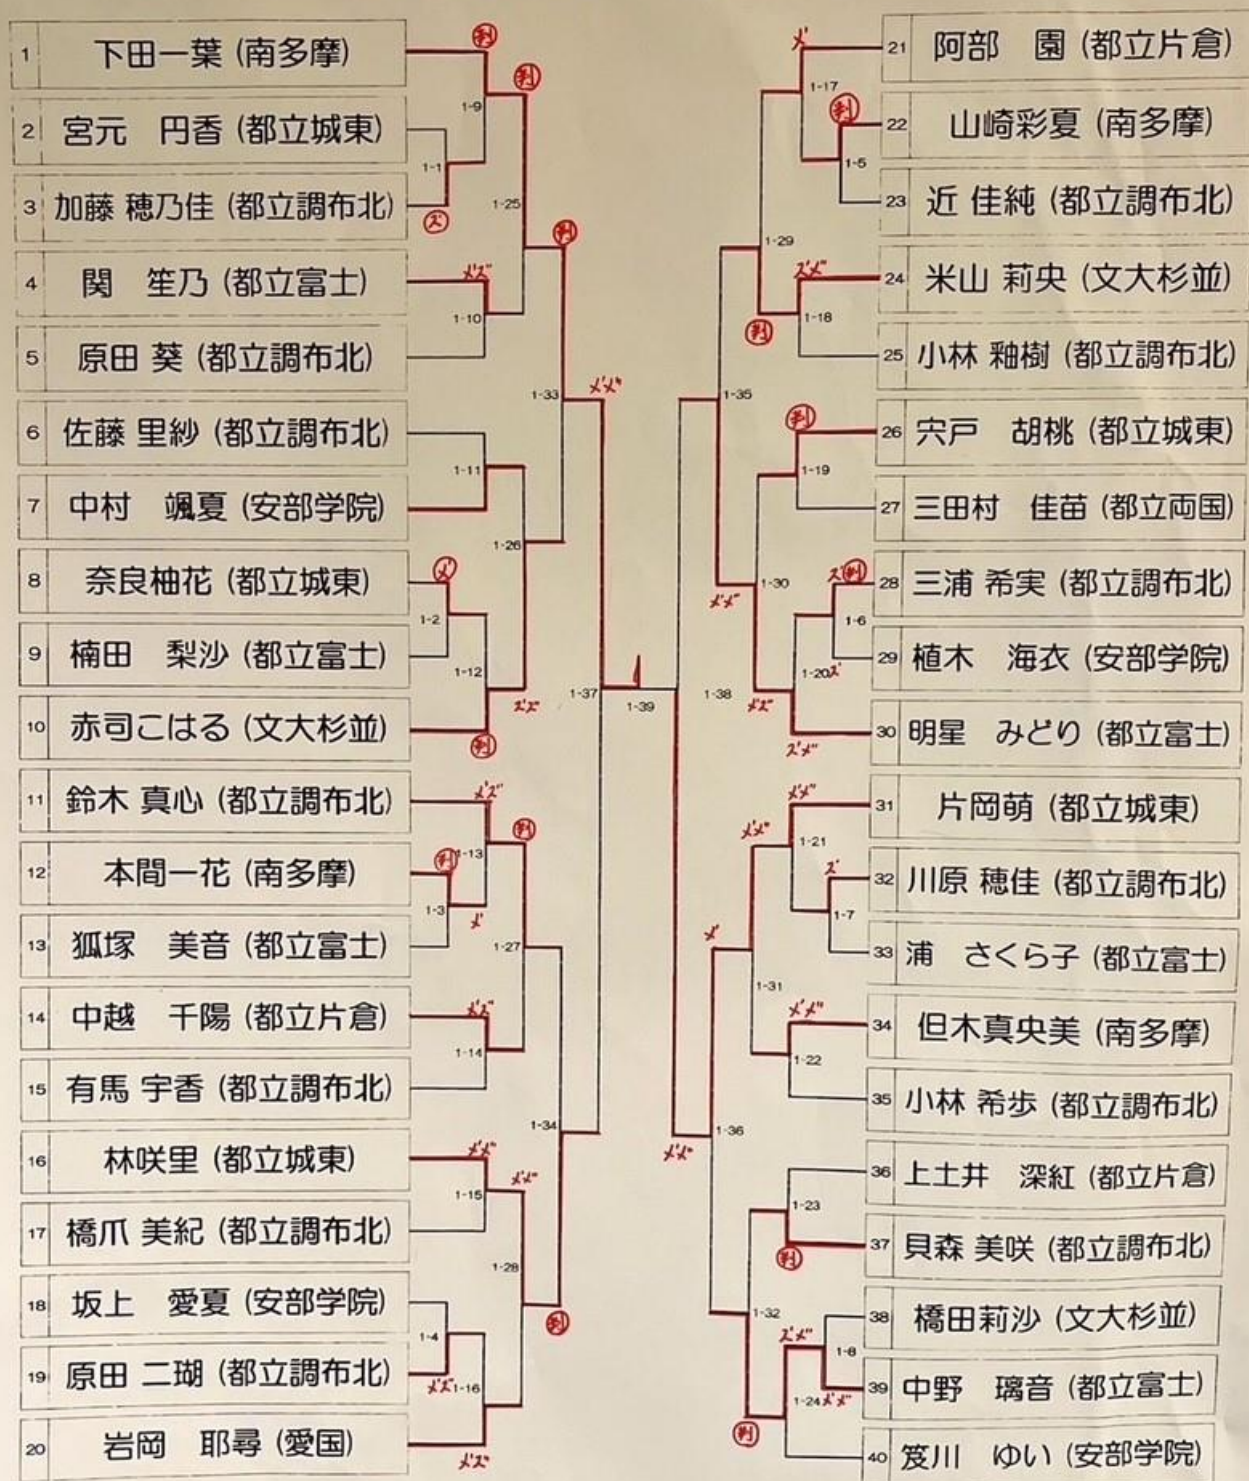 1 下田一葉 (南多摩)
2 宮元 円香 (都立城東)
3 加藤 穂乃佳 (都立調布北)
4 関 笙乃 (都立富士)
5 原田 葵 (都立調布北)
6 佐藤 里紗 (都立調布北)
7 中村 颯夏 (安部学院)
8 奈良柚花 (都立城東)
9 楠田 梨沙 (都立富士)
10 赤司こはる (文大杉並)
11 鈴木 真心 (都立調布北)
12 本間一花 (南多摩)
13 狐塚 美音 (都立富士)
14 中越 千陽 (都立片倉)
15 有馬 宇香 (都立調布北)
16 林咲里 (都立城東)
17 橋爪 美紀 (都立調布北)
18 坂上 愛夏 (安部学院)
19 原田 二瑚 (都立調布北)
20 岩岡 耶尋 (愛国)
1-1
1-2
1-3
1-4
1-9
1-10
1-11
1-12
1-13
1-14
1-15
1-16
1-25
1-26
1-27
1-28
1-33
1-34
1-37
1-39
1-38
1-35
1-36
1-29
1-30
1-31
1-32
1-17
1-18
1-19
1-20
1-21
1-22
1-23
1-24
1-5
1-6
1-7
1-8
21 阿部 園 (都立片倉)
22 山崎彩夏 (南多摩)
23 近 佳純 (都立調布北)
24 米山 莉央 (文大杉並)
25 小林 釉樹 (都立調布北)
26 宍戸 胡桃 (都立城東)
27 三田村 佳苗 (都立両国)
28 三浦 希実 (都立調布北)
29 植木 海衣 (安部学院)
30 明星 みどり (都立富士)
31 片岡萌 (都立城東)
32 川原 穂佳 (都立調布北)
33 浦 さくら子 (都立富士)
34 但木真央美 (南多摩)
35 小林 希歩 (都立調布北)
36 上土井 深紅 (都立片倉)
37 貝森 美咲 (都立調布北)
38 橋田莉沙 (文大杉並)
39 中野 璃音 (都立富士)
40 笈川 ゆい (安部学院)